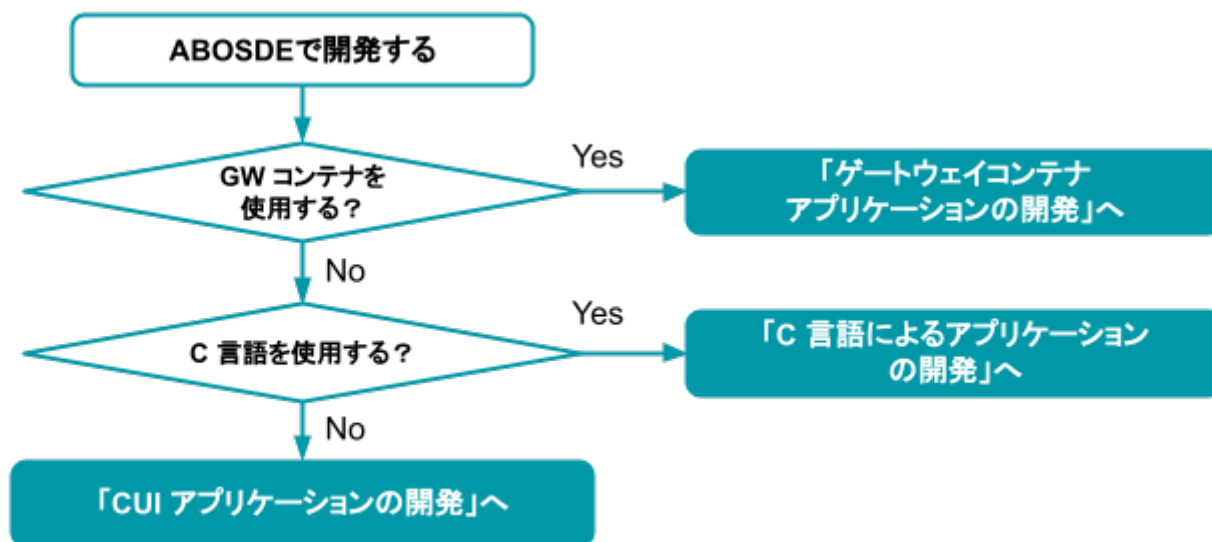 ABOSDEで開発する
GW コンテナを
使用する?
Yes
「ゲートウェイコンテナ
アプリケーションの開発」へ
No
C 言語を使用する?
Yes
「C 言語によるアプリケーション
の開発」へ
No
「CUI アプリケーションの開発」へ